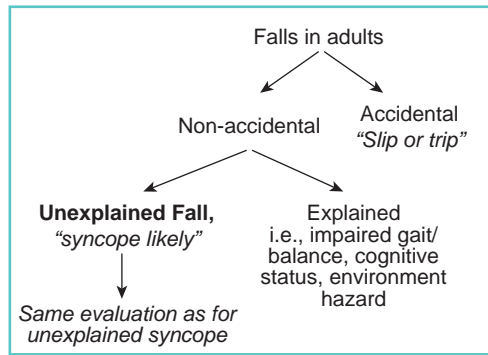 Falls in adults
Non-accidental
Accidental
“Slip or trip”
Unexplained Fall,
“syncope likely”
Explained
i.e., impaired gait/
balance, cognitive
status, environment
hazard
Same evaluation as for
unexplained syncope